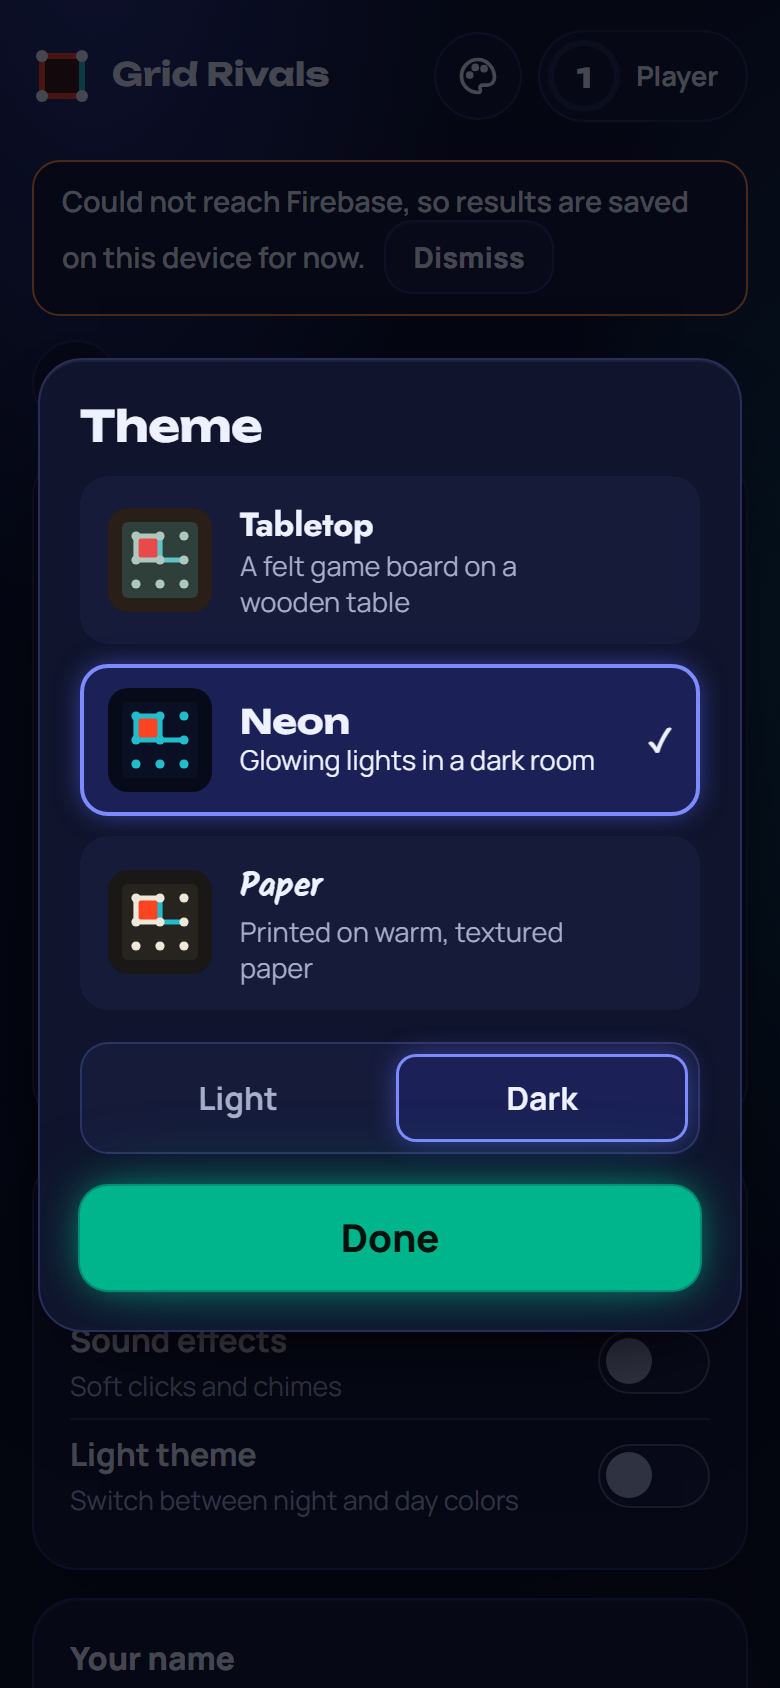 Grid Rivals
1 Player
Could not reach Firebase, so results are saved
on this device for now. Dismiss
Theme
Tabletop
A felt game board on a
wooden table
Neon
Glowing lights in a dark room
✓
Paper
Printed on warm, textured
paper
Light Dark
Done
Sound effects
Soft clicks and chimes
Light theme
Switch between night and day colors
Your name